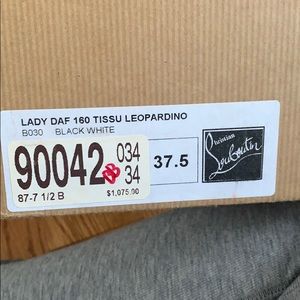 LADY DAF 160 TISSU LEOPARDINO
B030 BLACK WHITE
90042 034
34
37.5
Christian
Louboutin
87-7 1/2 B
$1,075.00